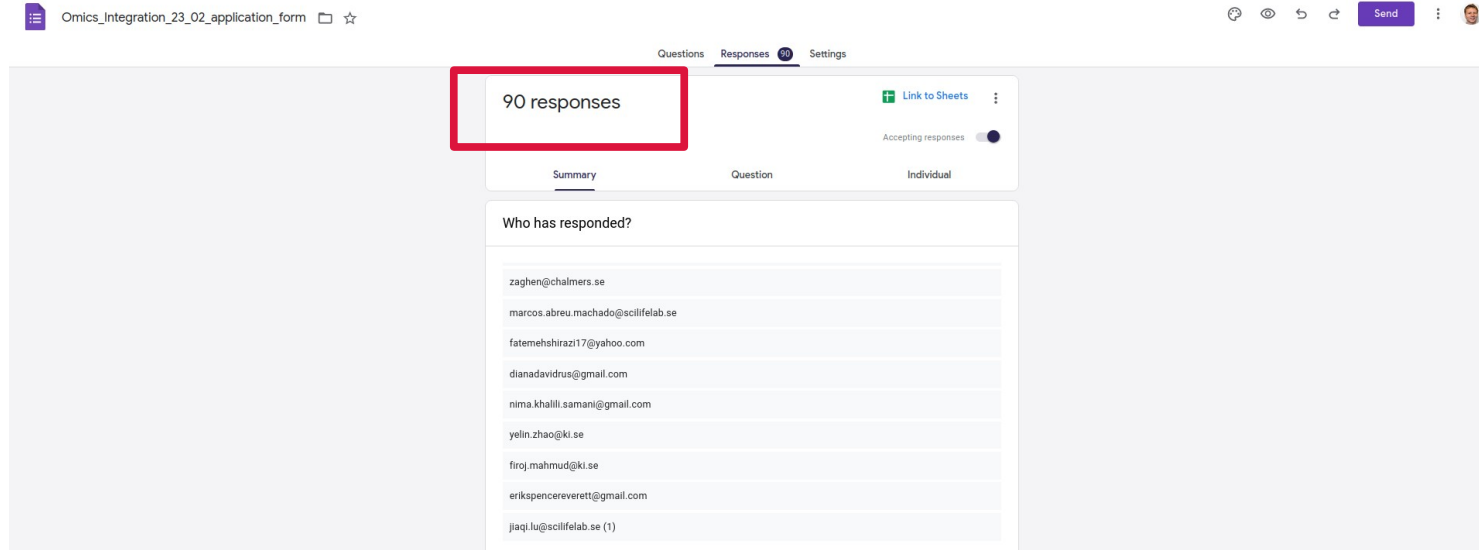 Omics_Integration_23_02_application_form
Send
Questions Responses 90 Settings
90 responses
Link to Sheets
Accepting responses
Summary Question Individual
Who has responded?
zaghen@chalmers.se
marcos.abreu.machado@scilifelab.se
fatemehshirazi17@yahoo.com
dianadavidrus@gmail.com
nima.khalili.samani@gmail.com
yelin.zhao@ki.se
firoj.mahmud@ki.se
erikspencereverett@gmail.com
jiaqi.lu@scilifelab.se (1)